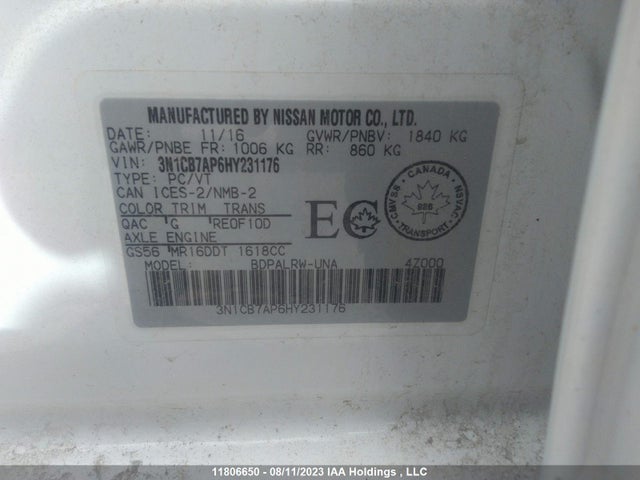 MANUFACTURED BY NISSAN MOTOR CO., LTD.
DATE: 11/16 GVWR/PNBV: 1840 KG
GAWR/PNBE FR: 1006 KG RR: 860 KG
VIN: 3N1CB7AP6HY231176
TYPE: PC/VT
CAN ICES-2/NMB-2
COLOR TRIM TRANS
QAC 'G 'RE0F10D
AXLE ENGINE
GS56 'MR16DDT 1618CC
MODEL: BDPALRW-UNA 4Z000
3N1CB7AP6HY231176
EC
CANADA
CMVSS NSVAC
TRANSPORT
11806650 - 08/11/2023 IAA Holdings , LLC